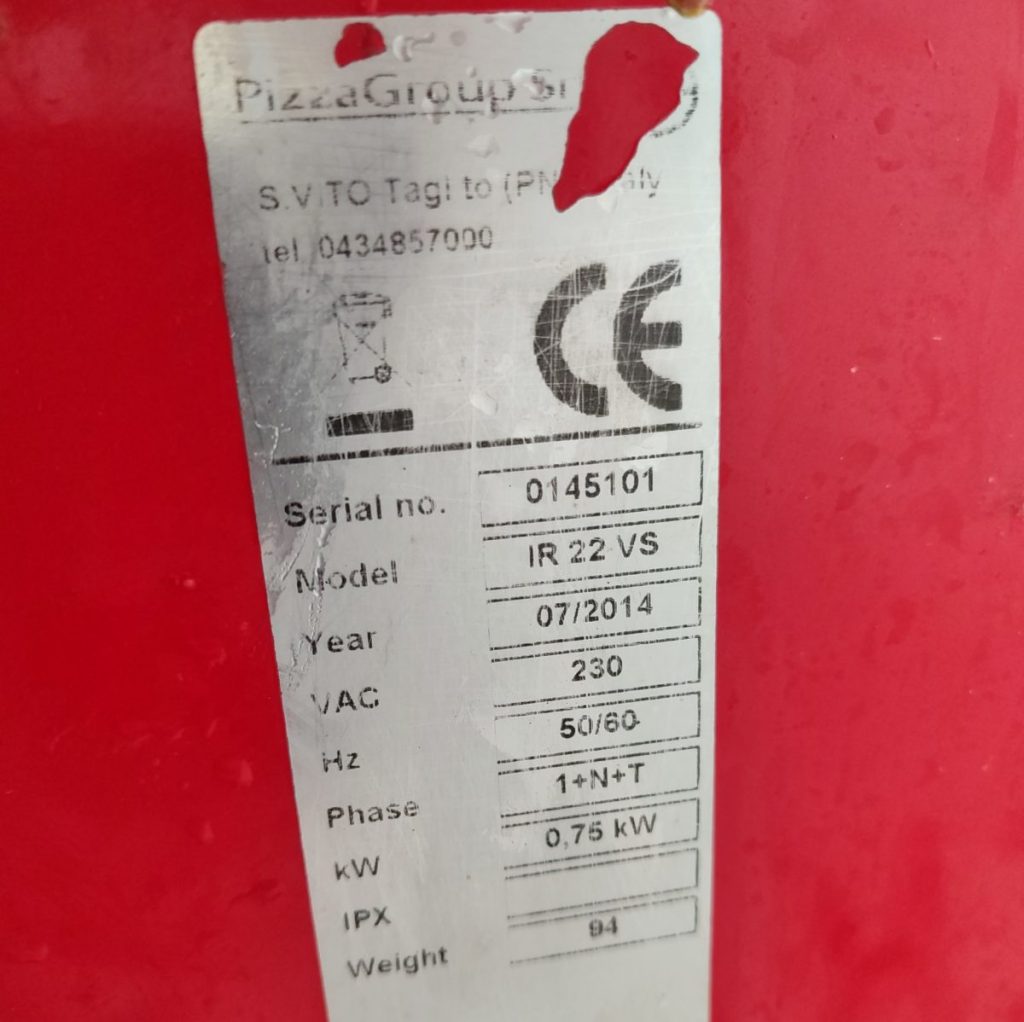 PizzaGroup
S.VITO Tagl to (PN
tel 0434857000
CE
Serial no. 0145101
Model IR 22 VS
Year 07/2014
VAC 230
Hz 50/60
Phase 1+N+T
kW 0,75 kW
IPX
Weight 94